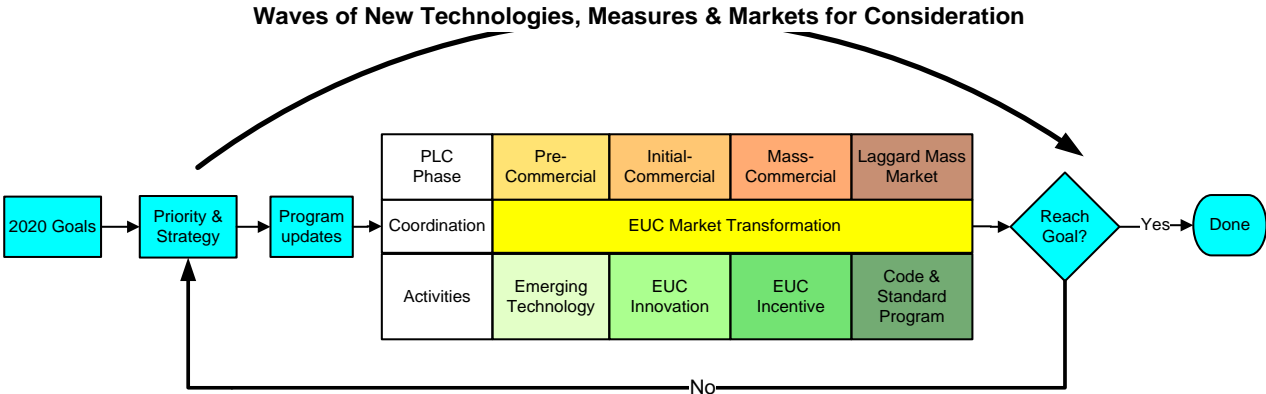 Waves of New Technologies, Measures & Markets for Consideration
PLC
Phase
Pre-
Commercial
Initial-
Commercial
Mass-
Commercial
Laggard Mass
Market
2020 Goals
Priority &
Strategy
Program
updates
Coordination
EUC Market Transformation
Reach
Goal?
Yes
Done
Activities
Emerging
Technology
EUC
Innovation
EUC
Incentive
Code &
Standard
Program
No